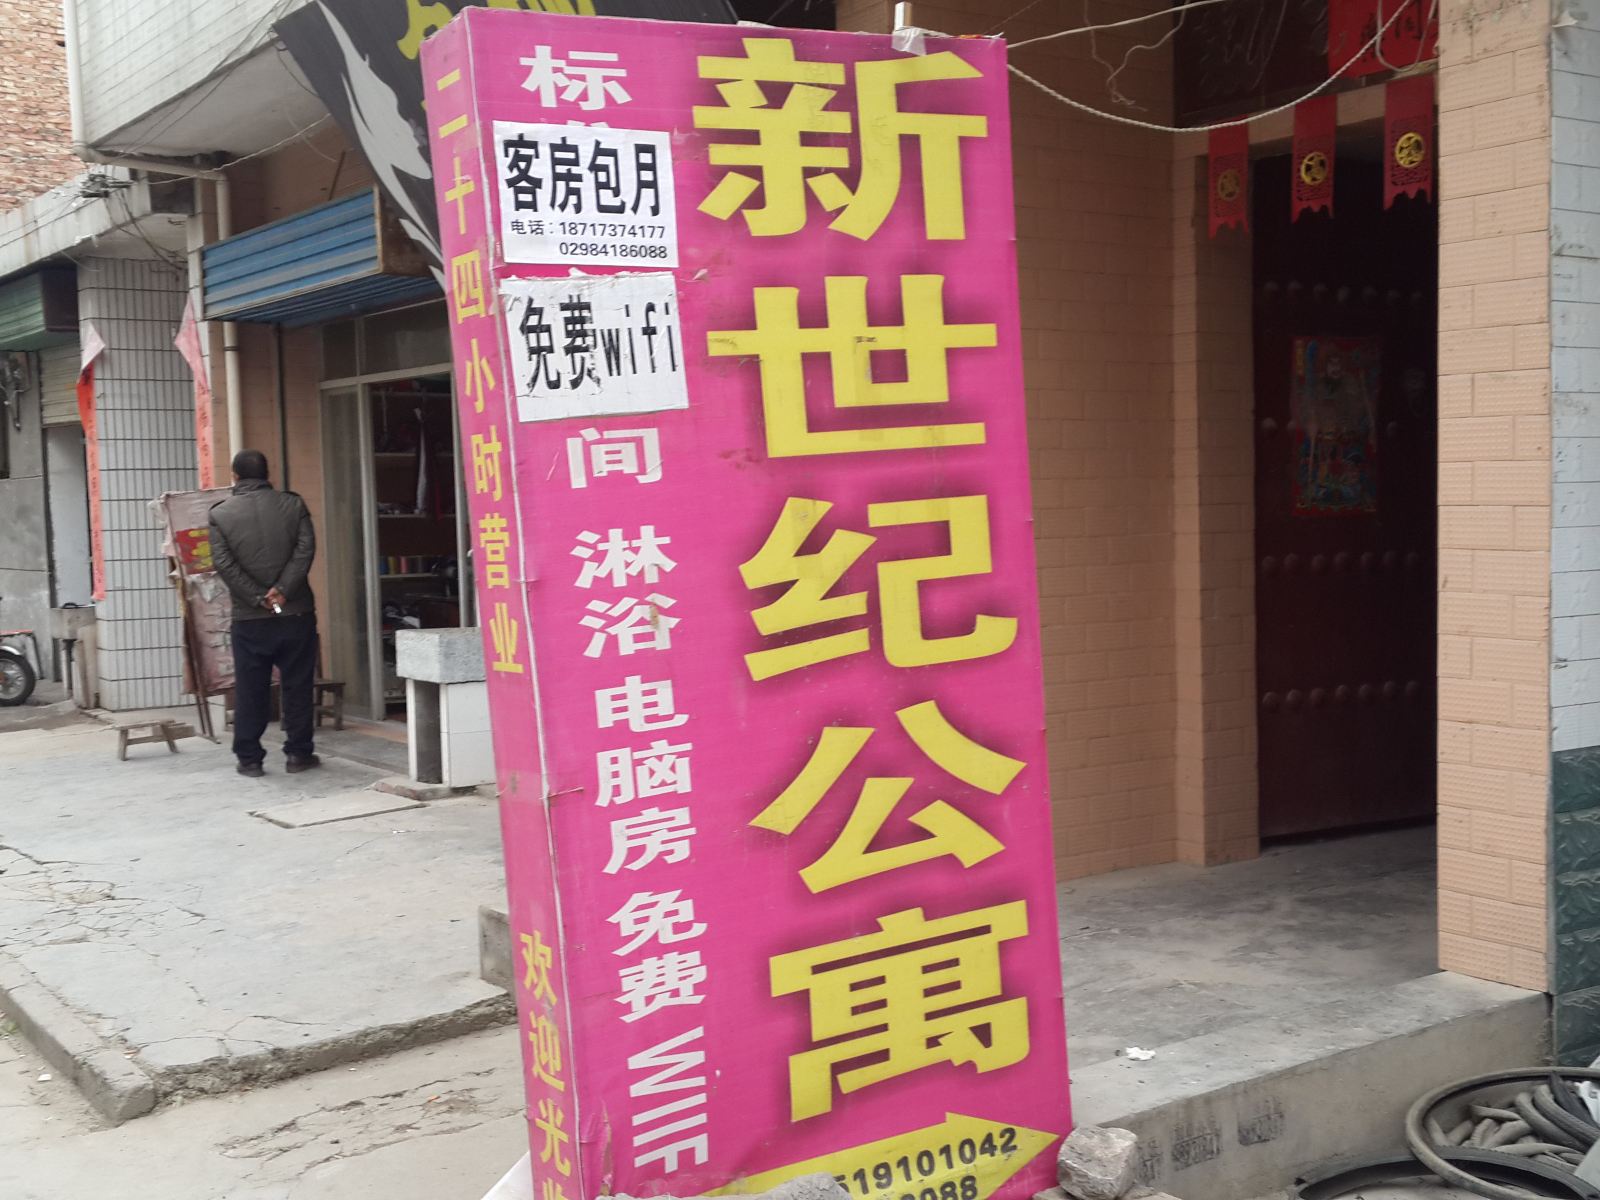 新世纪公寓
标
客房包月
电话：18717374177
02984186088
免费wifi
间 淋浴 电脑房 免费WIIF
二十四小时营业
欢迎光
519101042
088